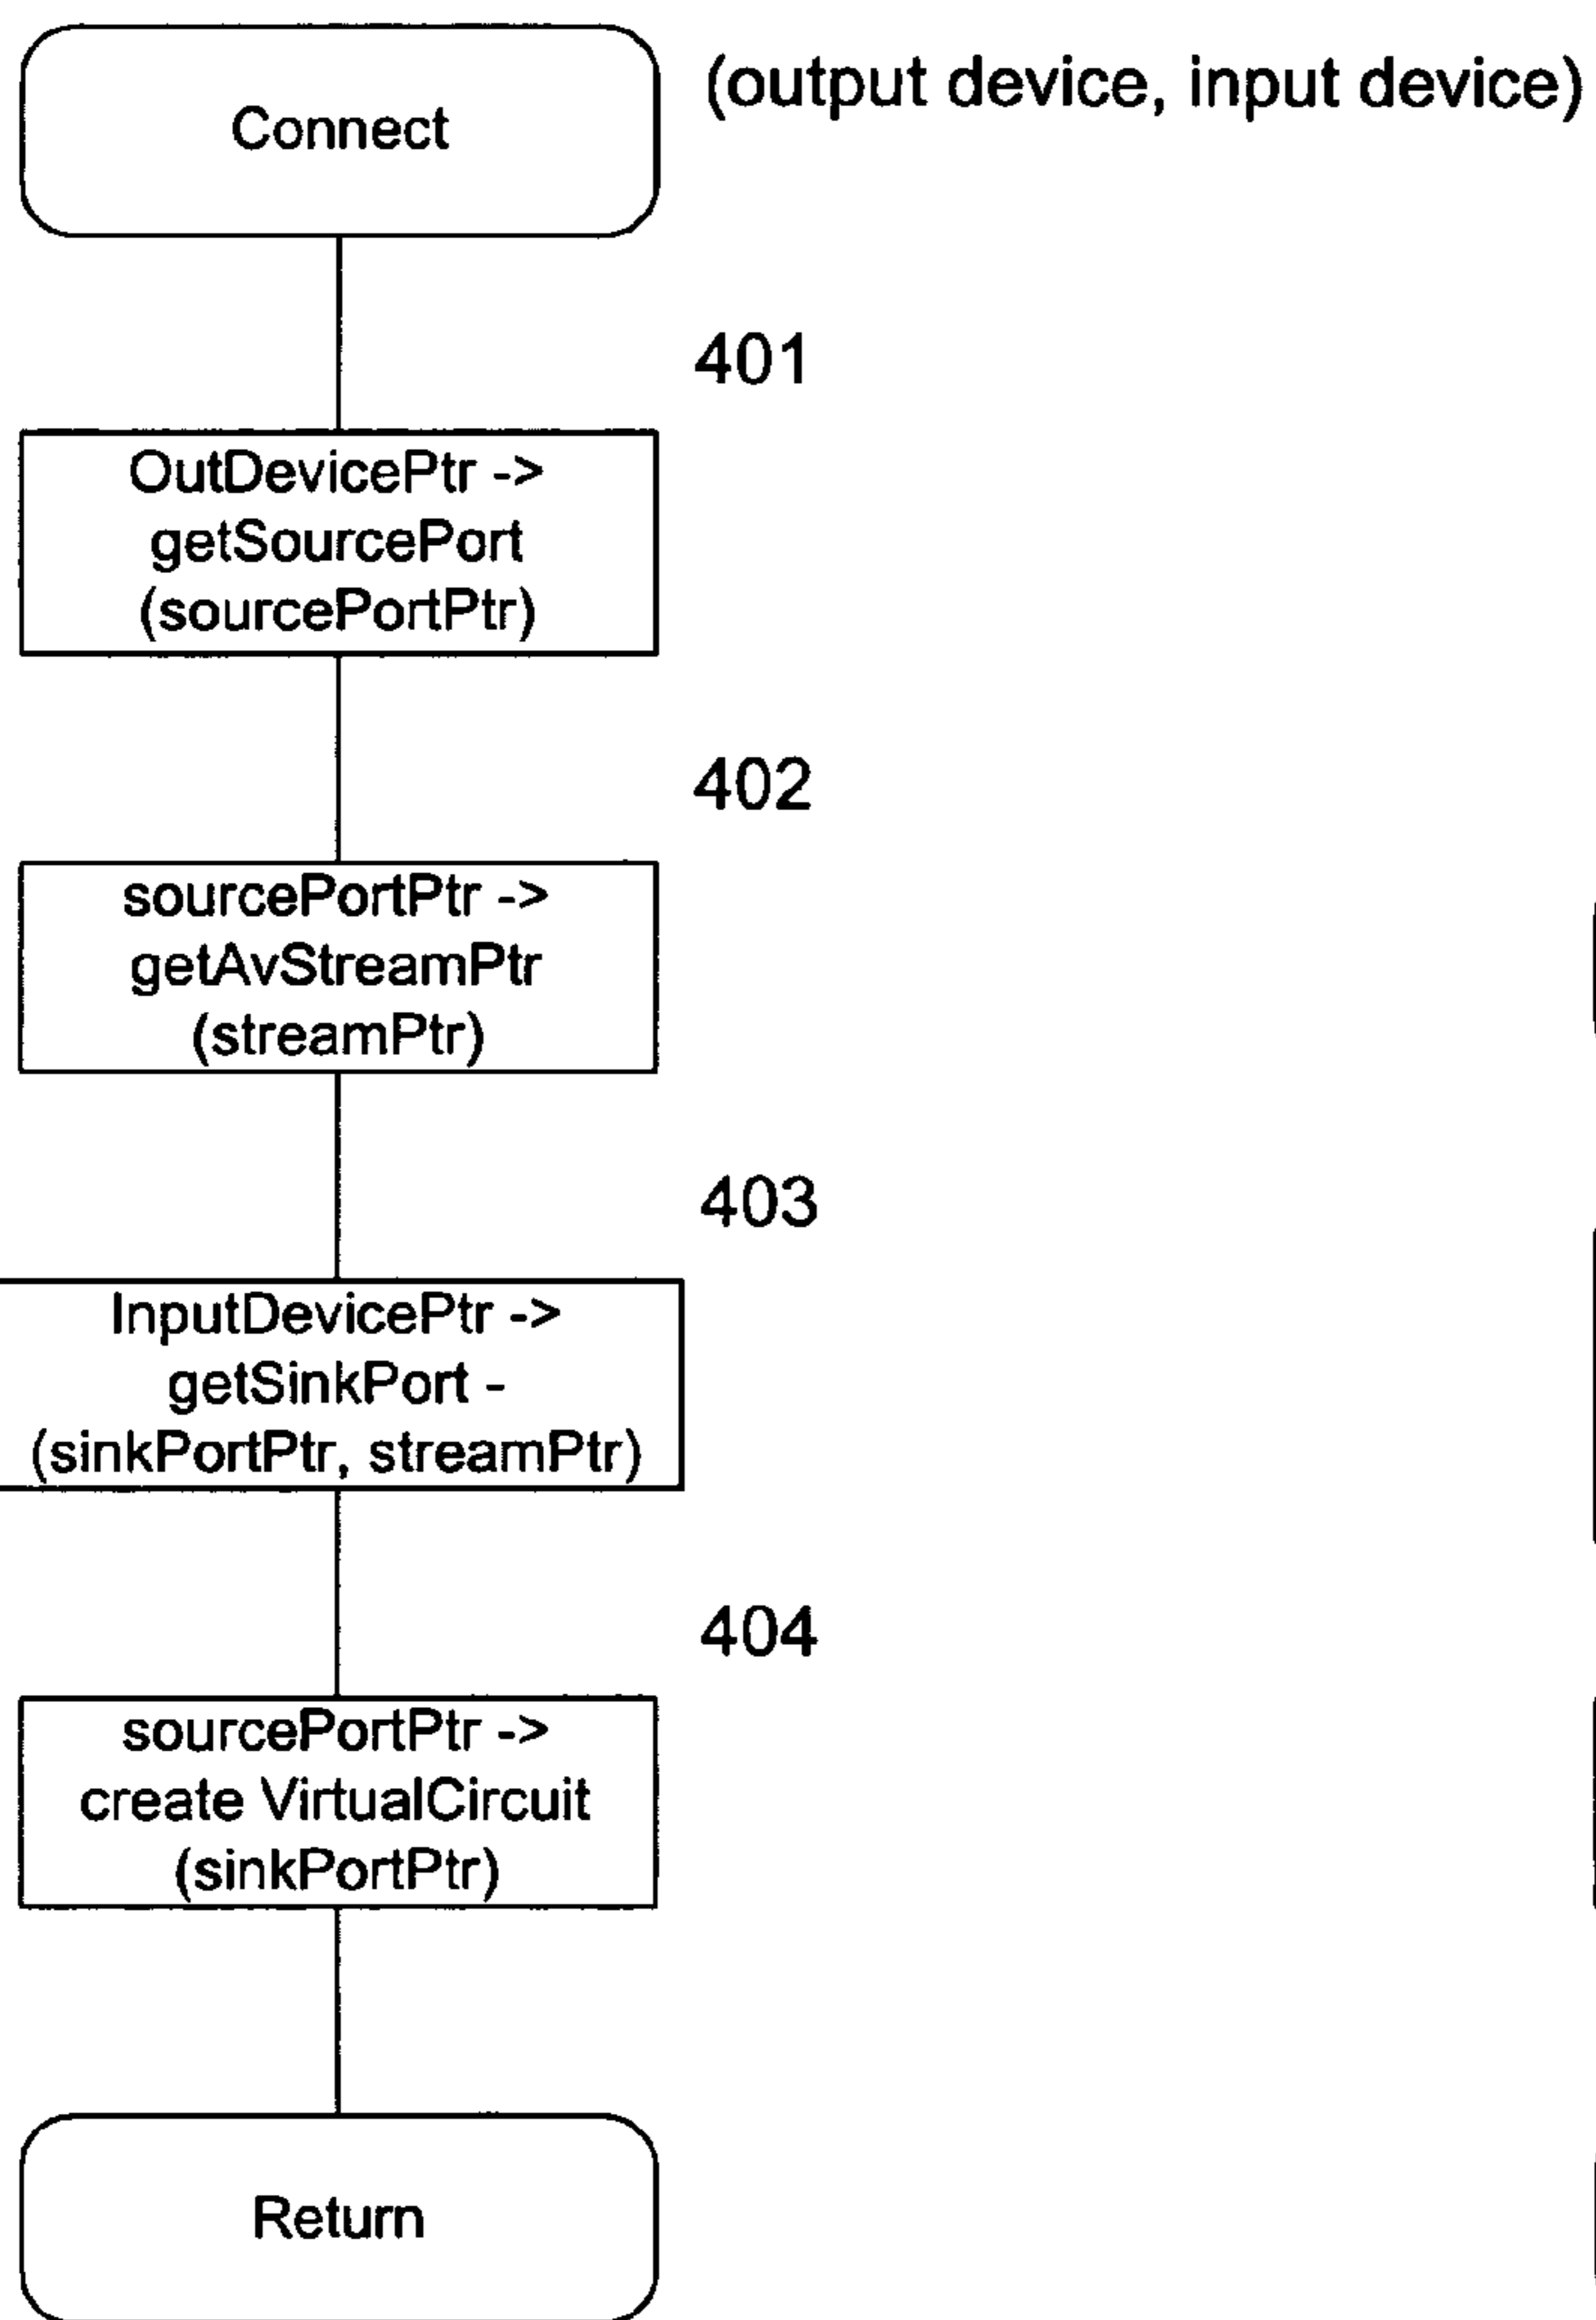 Connect
(output device, input device)
401
OutDevicePtr ->
getSourcePort
(sourcePortPtr)
402
sourcePortPtr ->
getAvStreamPtr
(streamPtr)
403
InputDevicePtr ->
getSinkPort -
(sinkPortPtr, streamPtr)
404
sourcePortPtr ->
create VirtualCircuit
(sinkPortPtr)
Return